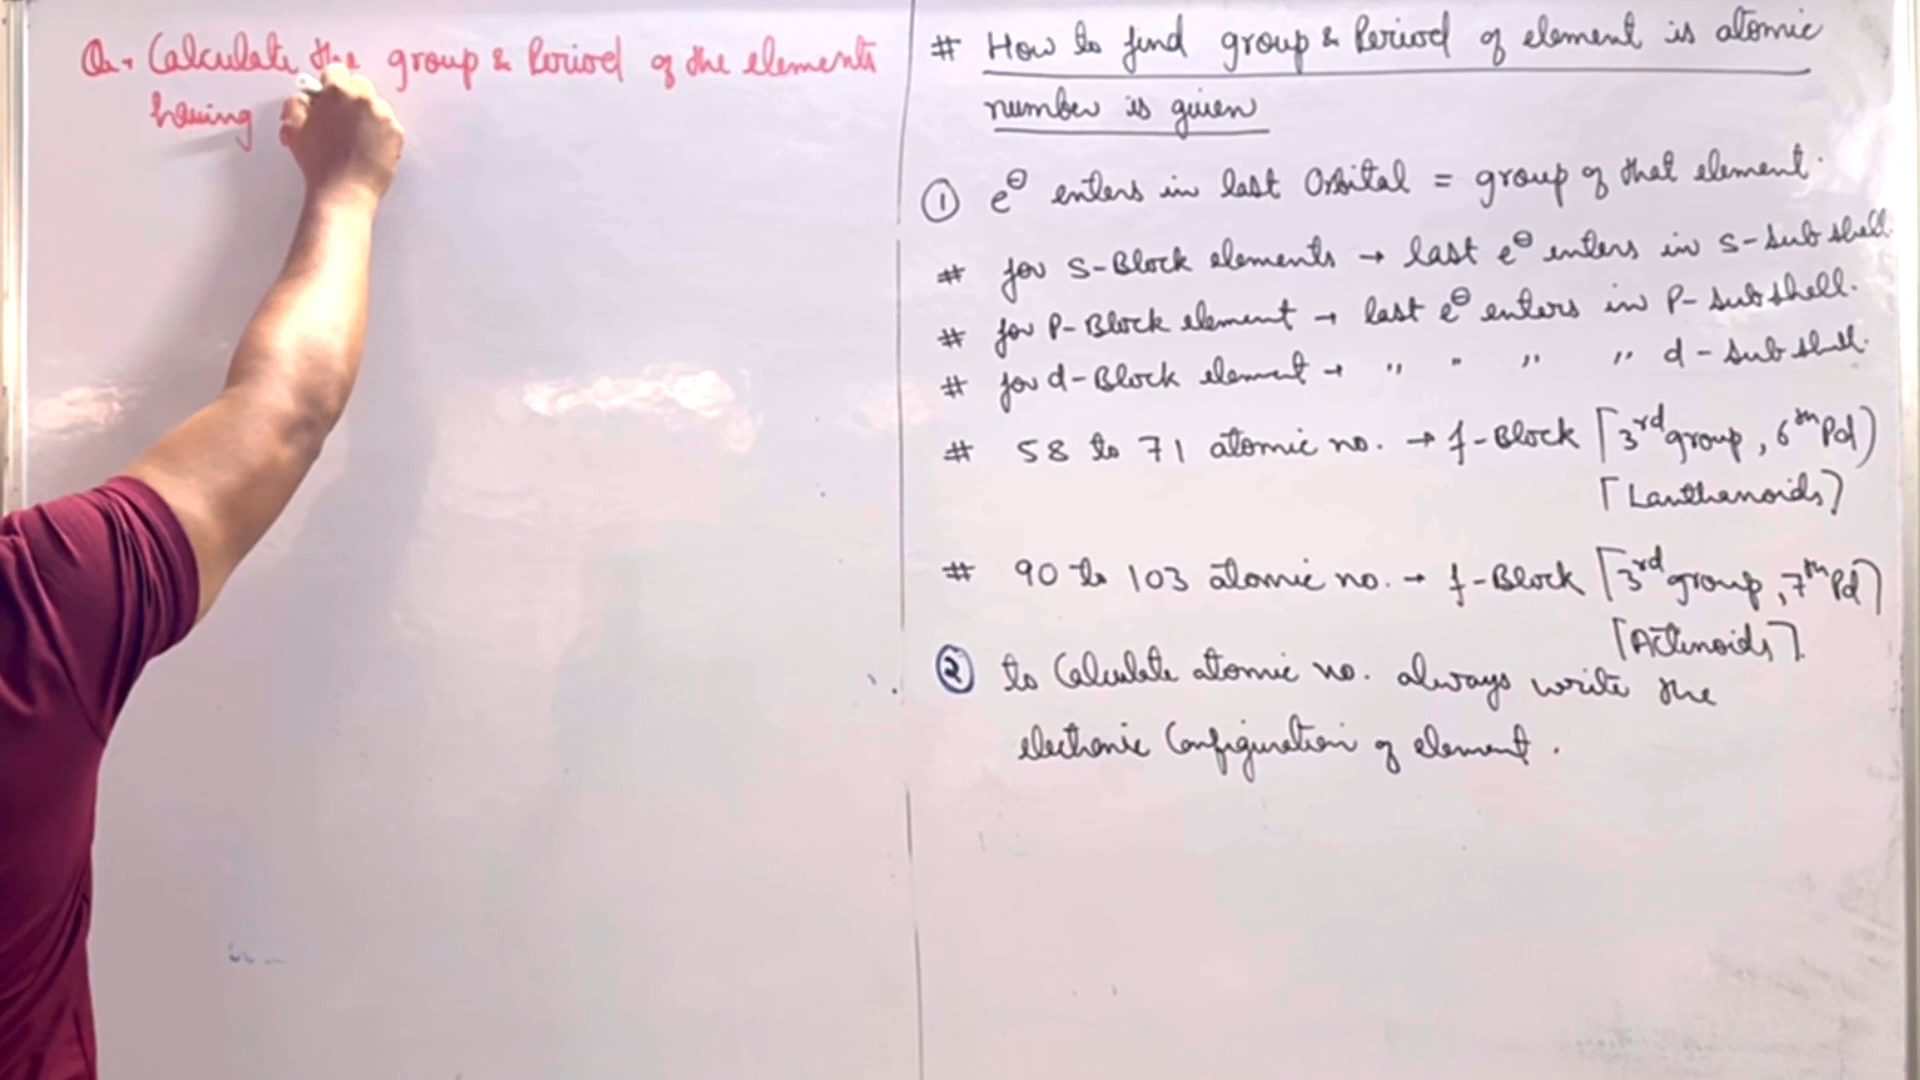 Q. Calculate the group & Period of the elements
having
# How to find group & Period of element is atomic
number is given
① e⊖ enters in last Orbital = group of that element.
# for S-Block elements → last e⊖ enters in S-Sub shell.
# for P-Block element → last e⊖ enters in P-Sub shell.
# for d-Block element → " " " " d-Sub shell.
# 58 to 71 atomic no. → f-Block [3rd group, 6th Pd)
[Lanthanoids]
# 90 to 103 atomic no. → f-Block [3rd group, 7th Pd]
[Actinoids].
② to Calculate atomic no. always write the
electronic Configuration of element.